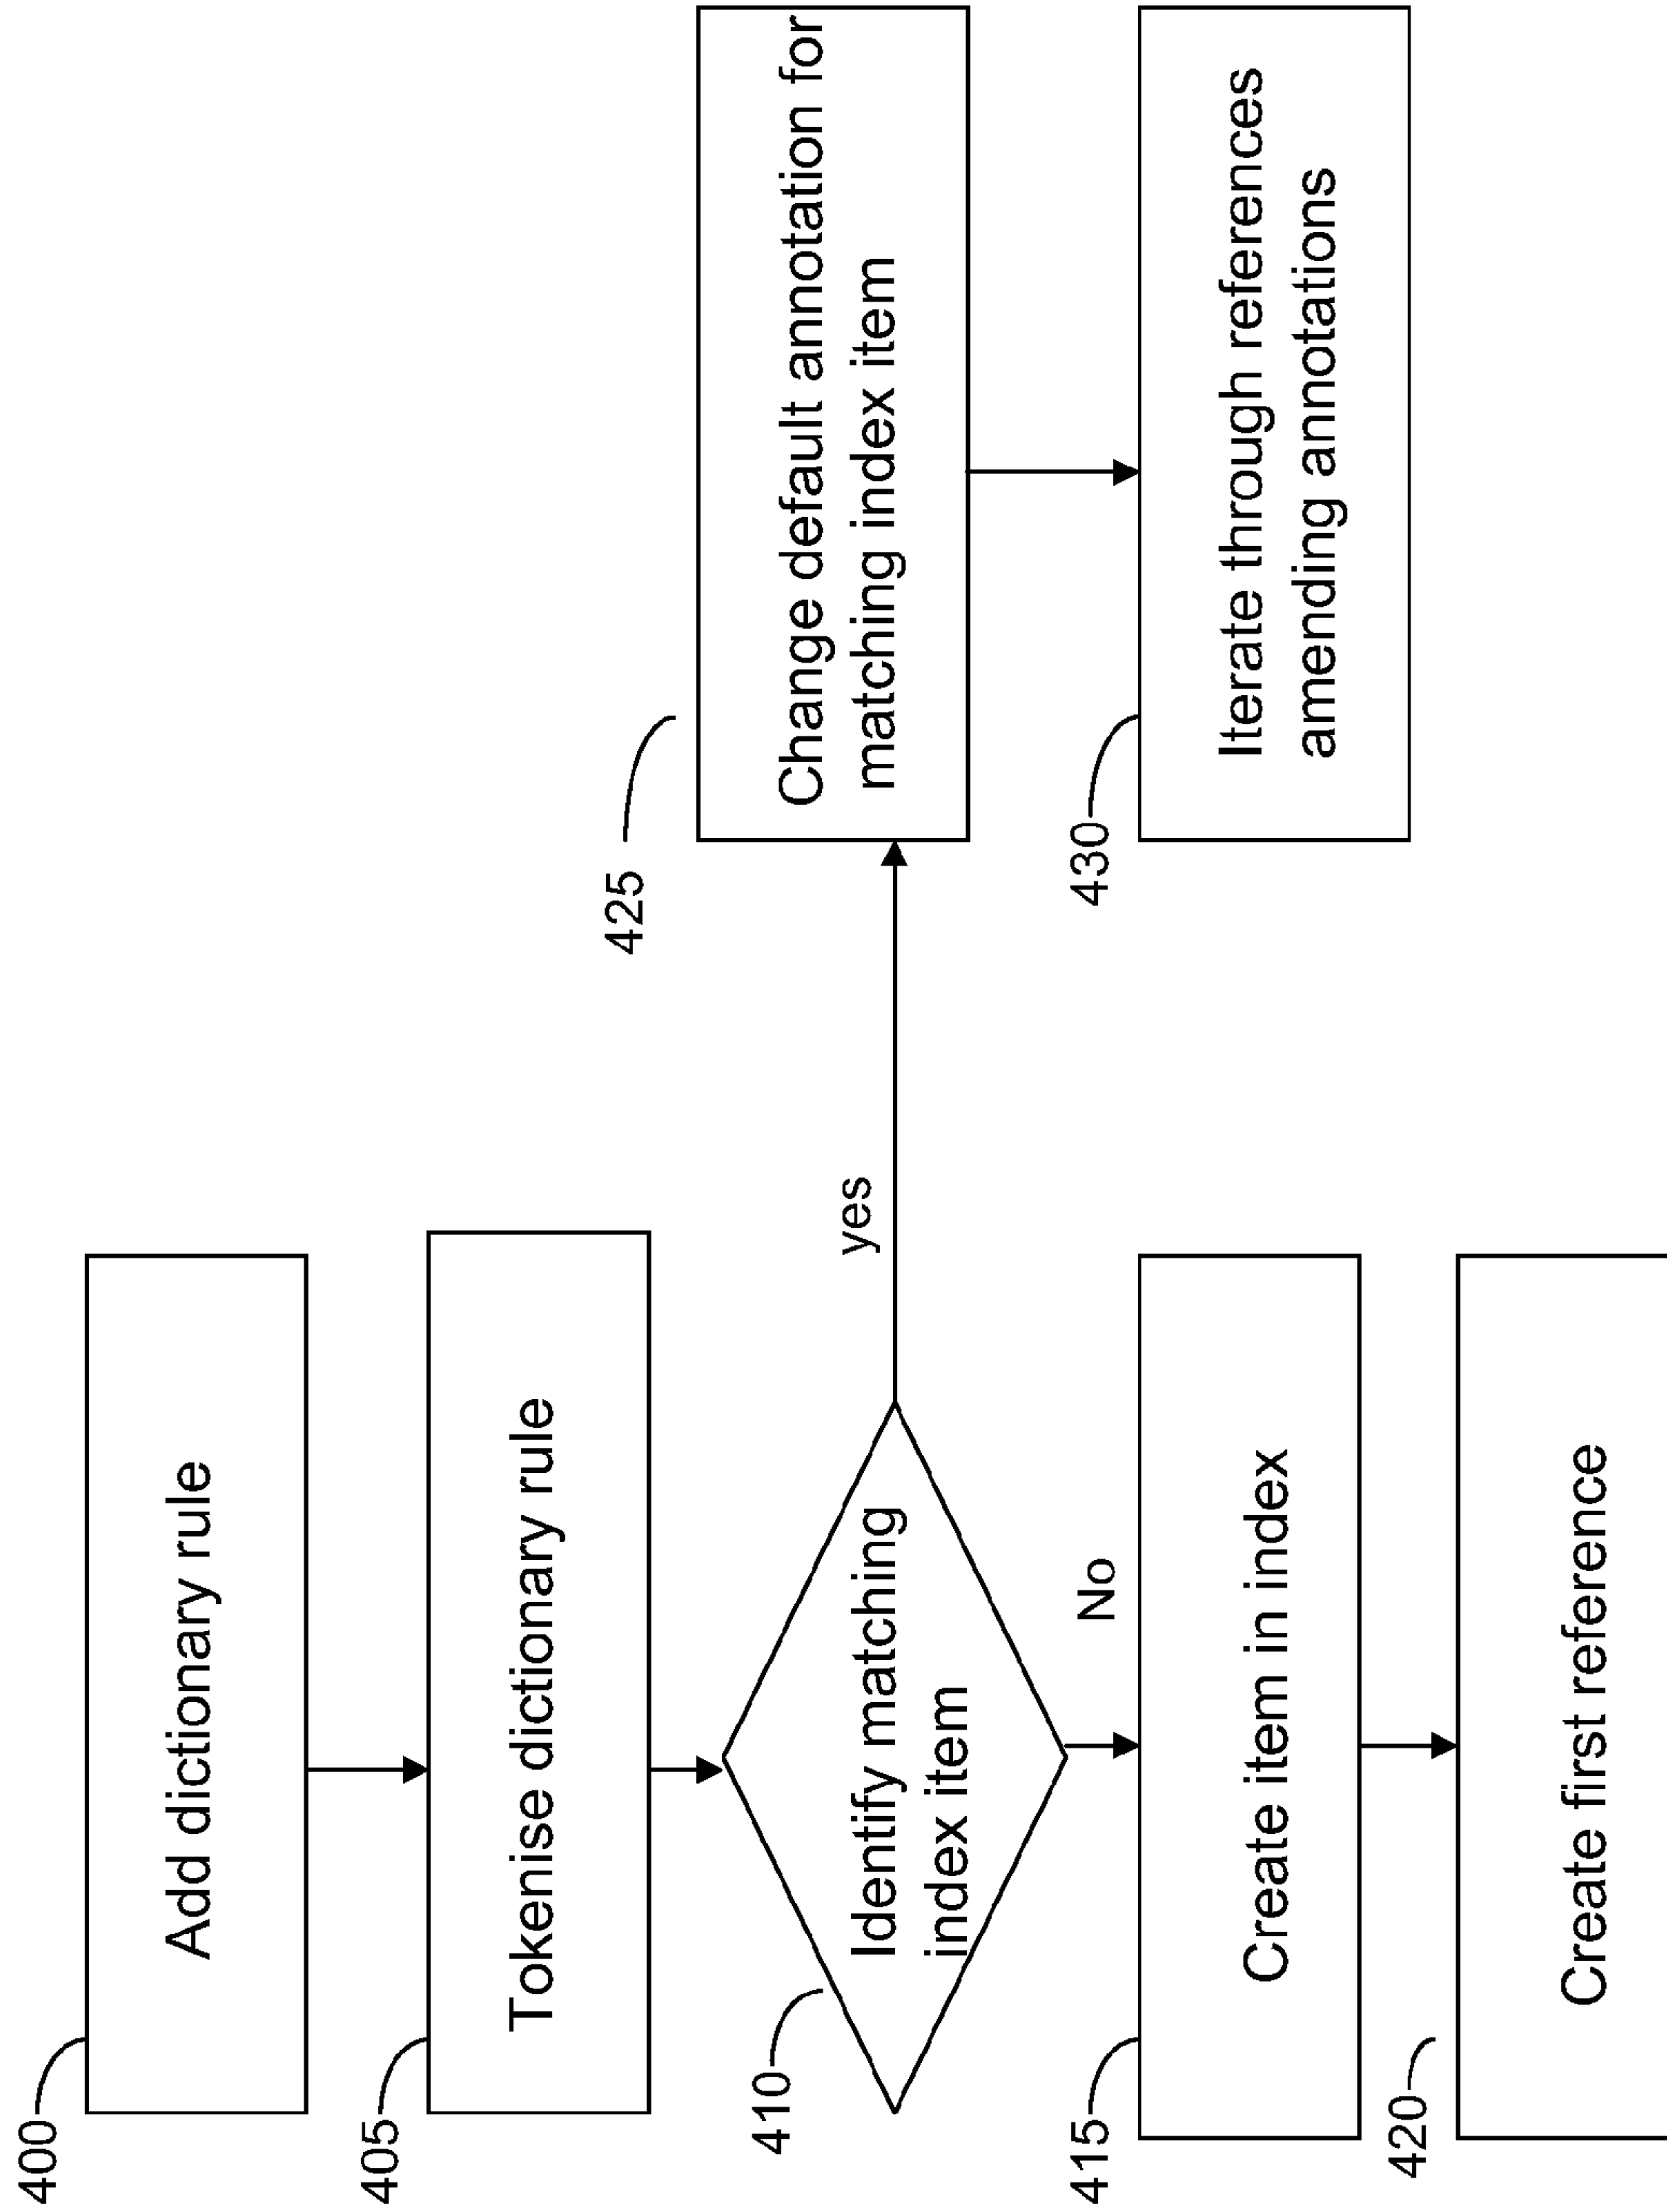 400
Add dictionary rule
405
Tokenise dictionary rule
410
Identify matching
index item
yes
No
415
Create item in index
420
Create first reference
425
Change default annotation for
matching index item
430
Iterate through references
amending annotations